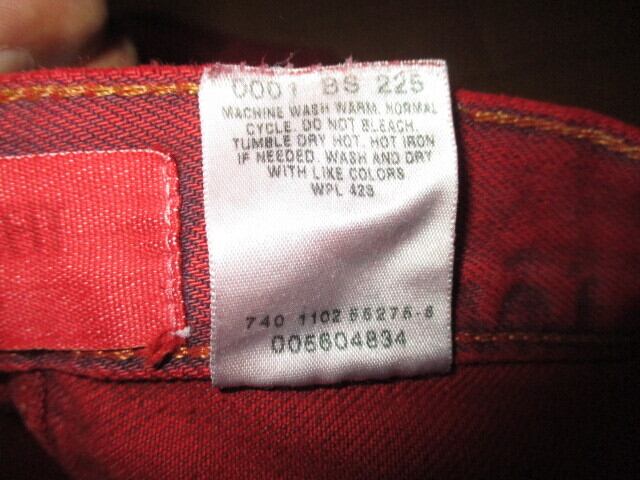 0001 BS 225
MACHINE WASH WARM. NORMAL
CYCLE. DO NOT BLEACH.
TUMBLE DRY HOT. HOT IRON
IF NEEDED. WASH AND DRY
WITH LIKE COLORS
WPL 423
740 1102 55275-5
005604834